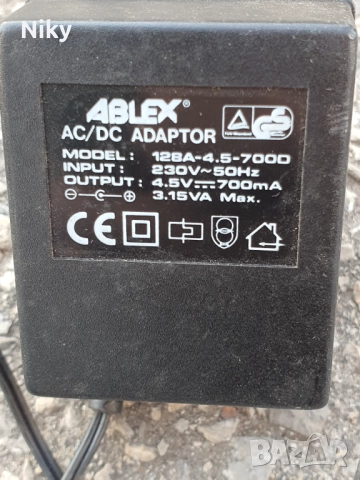 Niky
ABLEX®
AC/DC ADAPTOR
MODEL: 128A-4.5-700D
INPUT: 230V~50Hz
OUTPUT: 4.5V⎓700mA
3.15VA Max.
CE
BAZAR